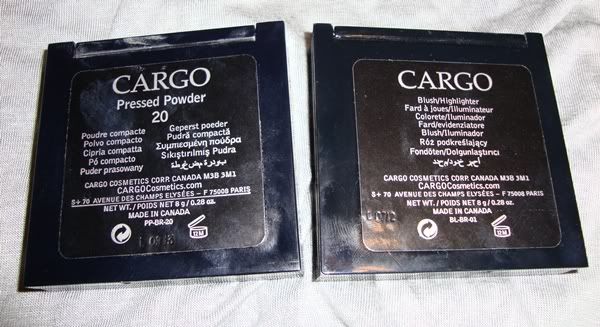 CARGO
Pressed Powder
20
Poudre compacte
Polvo compacto
Cipria compatta
Pó compacto
Puder prasowany
Geperst poeder
Pudră compactă
Συμπιεσμένη πούδρα
Sıkıştırılmış Pudra
بودرة مضغوطة
CARGO COSMETICS CORP. CANADA M3B 3M1
CARGOCosmetics.com
S+ 70 AVENUE DES CHAMPS ELYSÉES – F 75008 PARIS
NET WT. / POIDS NET 8 g / 0.28 oz.
MADE IN CANADA
PP-BR-20
12M
CARGO
Blush/Highlighter
Fard à joues/Illuminateur
Colorete/Iluminador
Fard/evidenziatore
Blush/Iluminador
Róż podkreślający
Fondöten/Dolgunlaştırıcı
CARGO COSMETICS CORP. CANADA M3B 3M1
CARGOCosmetics.com
S+ 70 AVENUE DES CHAMPS ELYSÉES – F 75008 PARIS
NET WT. / POIDS NET 8 g / 0.28 oz.
MADE IN CANADA
BL-BR-01
12M